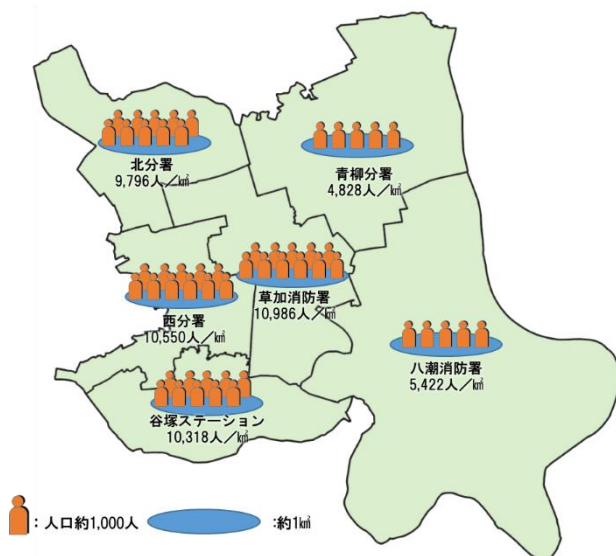 北分署
9,796人/㎢
青柳分署
4,828人/㎢
草加消防署
10,986人/㎢
西分署
10,550人/㎢
八潮消防署
5,422人/㎢
谷塚ステーション
10,318人/㎢
：人口約1,000人 :約1㎢